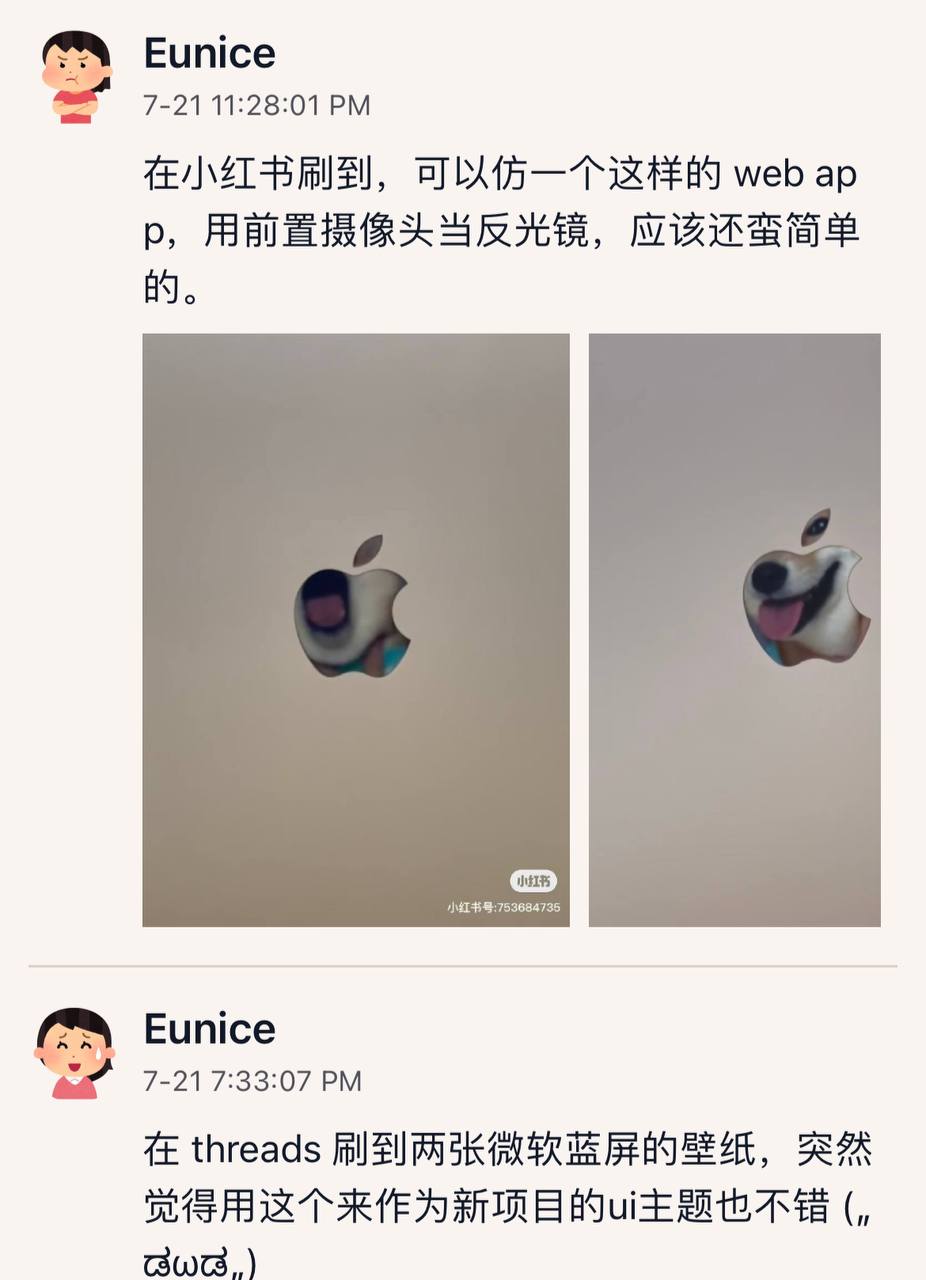 Eunice
7-21 11:28:01 PM
在小红书刷到，可以仿一个这样的 web ap
p，用前置摄像头当反光镜，应该还蛮简单
的。
小红书
小红书号:753684735
Eunice
7-21 7:33:07 PM
在 threads 刷到两张微软蓝屏的壁纸，突然
觉得用这个来作为新项目的ui主题也不错 („
ಡωಡ„)